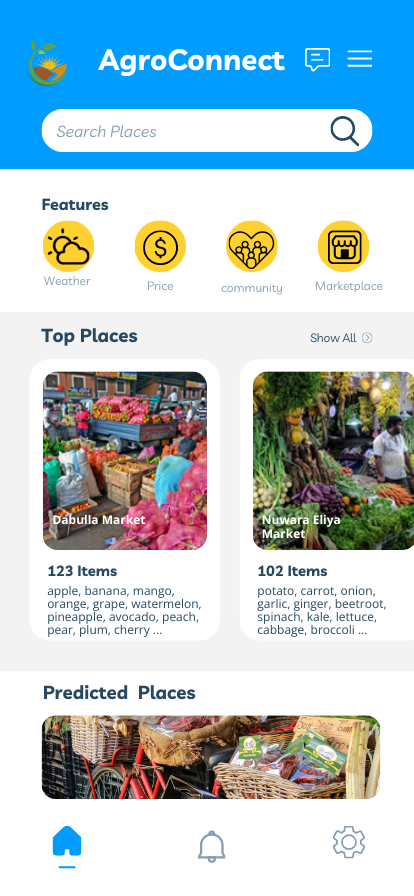 AgroConnect
Search Places
Features
Weather
Price
community
Marketplace
Top Places
Show All
Dabulla Market
Nuwara Eliya
Market
123 Items
apple, banana, mango,
orange, grape, watermelon,
pineapple, avocado, peach,
pear, plum, cherry ...
102 Items
potato, carrot, onion,
garlic, ginger, beetroot,
spinach, kale, lettuce,
cabbage, broccoli ...
Predicted Places